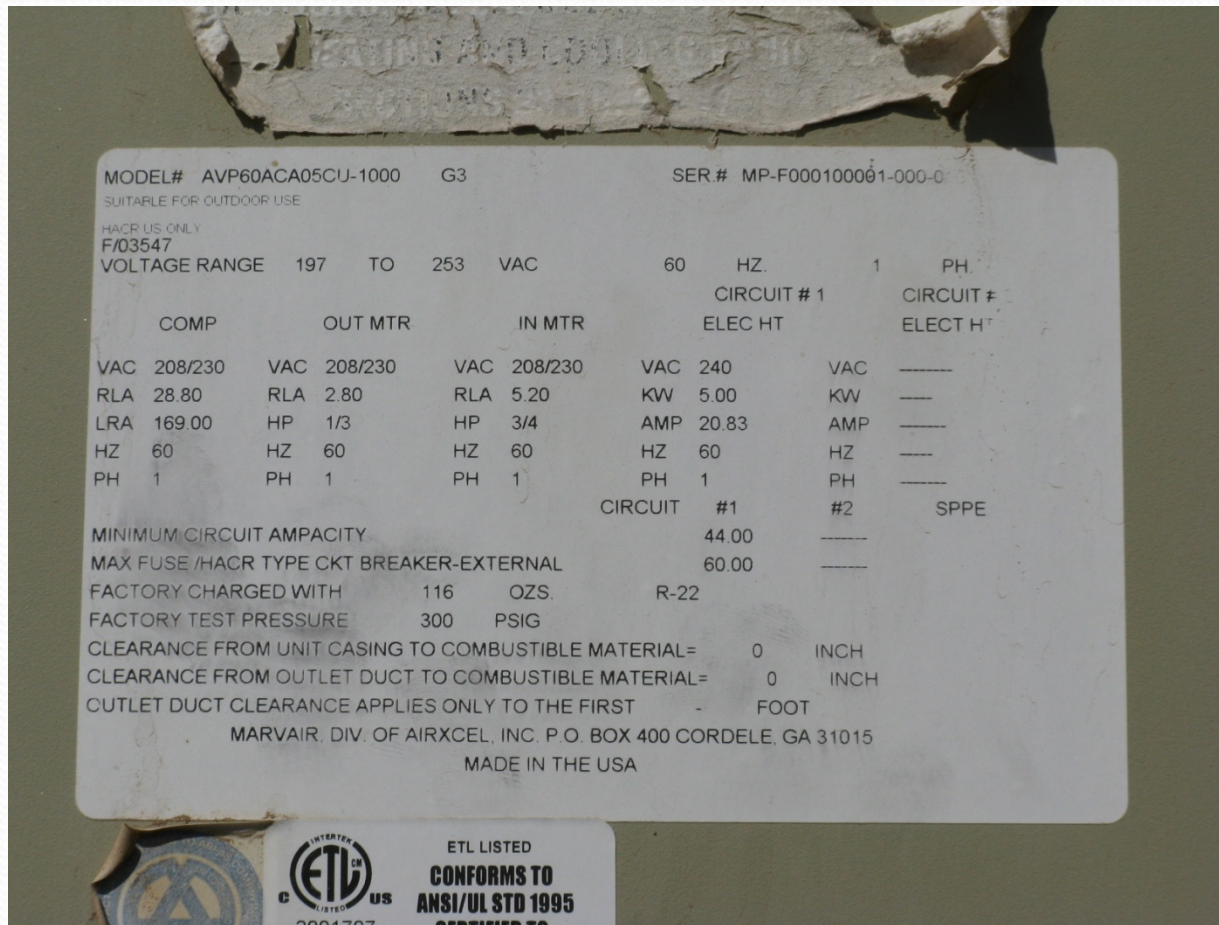 MODEL# AVP60ACA05CU-1000 G3 SER.# MP-F000100001-000-0
SUITABLE FOR OUTDOOR USE
HACR US ONLY
F/03547
VOLTAGE RANGE 197 TO 253 VAC 60 HZ. 1 PH.
CIRCUIT # 1 CIRCUIT #
COMP OUT MTR IN MTR ELEC HT ELECT HT
VAC 208/230 VAC 208/230 VAC 208/230 VAC 240 VAC --------
RLA 28.80 RLA 2.80 RLA 5.20 KW 5.00 KW -----
LRA 169.00 HP 1/3 HP 3/4 AMP 20.83 AMP -------
HZ 60 HZ 60 HZ 60 HZ 60 HZ -----
PH 1 PH 1 PH 1 PH 1 PH -------
CIRCUIT #1 #2 SPPE
MINIMUM CIRCUIT AMPACITY 44.00 -------
MAX FUSE /HACR TYPE CKT BREAKER-EXTERNAL 60.00 -------
FACTORY CHARGED WITH 116 OZS. R-22
FACTORY TEST PRESSURE 300 PSIG
CLEARANCE FROM UNIT CASING TO COMBUSTIBLE MATERIAL= 0 INCH
CLEARANCE FROM OUTLET DUCT TO COMBUSTIBLE MATERIAL= 0 INCH
OUTLET DUCT CLEARANCE APPLIES ONLY TO THE FIRST - FOOT
MARVAIR, DIV. OF AIRXCEL, INC. P.O. BOX 400 CORDELE, GA 31015
MADE IN THE USA
INTERTEK
ETL CM
LISTED
C US
ETL LISTED
CONFORMS TO
ANSI/UL STD 1995
CERTIFIED TO